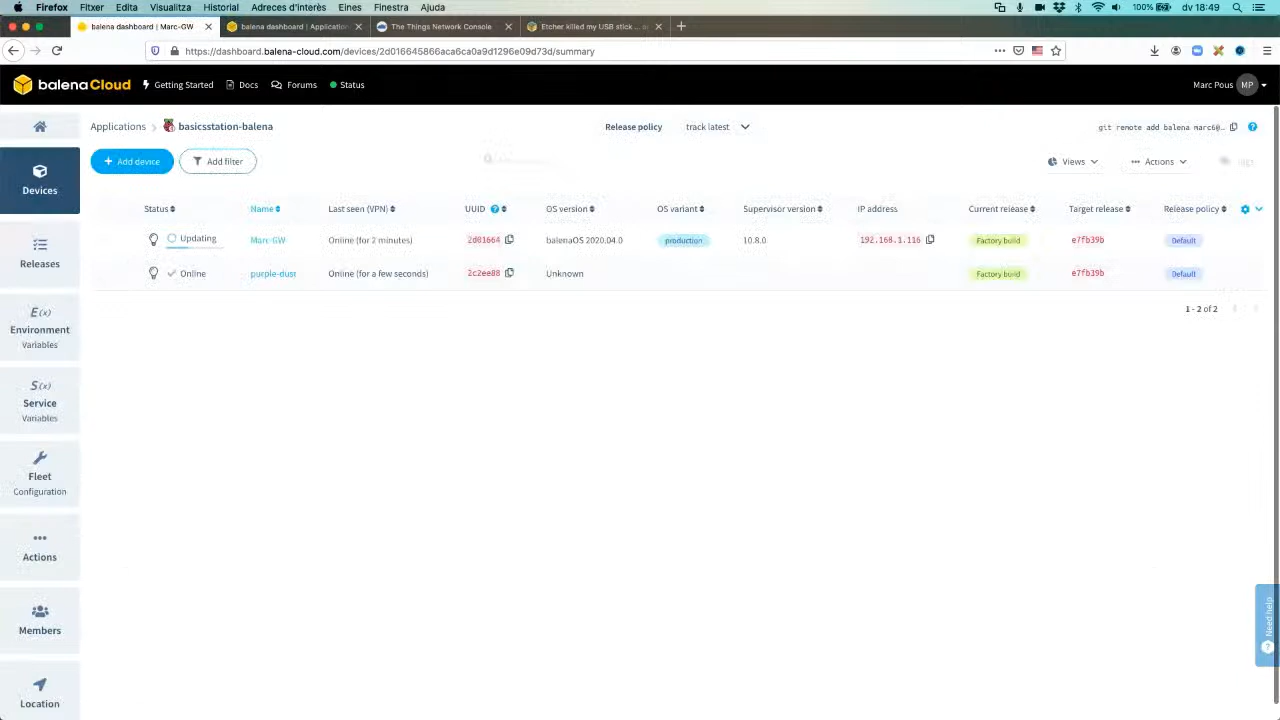 Firefox Fitxer Edita Visualitza Historial Adreces d'interès Eines Finestra Ajuda 100% dv 18:49
balena dashboard | Marc-GW balena dashboard | Application The Things Network Console Etcher killed my USB stick ... or
https://dashboard.balena-cloud.com/devices/2d016645866aca6ca0a9d1296e09d73d/summary
balenaCloud Getting Started Docs Forums Status Marc Pous MP
Applications basicsstation-balena Release policy track latest git remote add balena marc6@…
Add device Add filter Views Actions
Devices
Status Name Last seen (VPN) UUID OS version OS variant Supervisor version IP address Current release Target release Release policy
Updating Marc-GW Online (for 2 minutes) 2d01664 balenaOS 2020.04.0 production 10.8.0 192.168.1.116 Factory build e7fb39b Default
Online purple-dust Online (for a few seconds) 2c2ee88 Unknown Factory build e7fb39b Default
1 - 2 of 2
Releases
E(x)
Environment
Variables
S(x)
Service
Variables
Fleet
Configuration
Actions
Members
Location
Need help
?